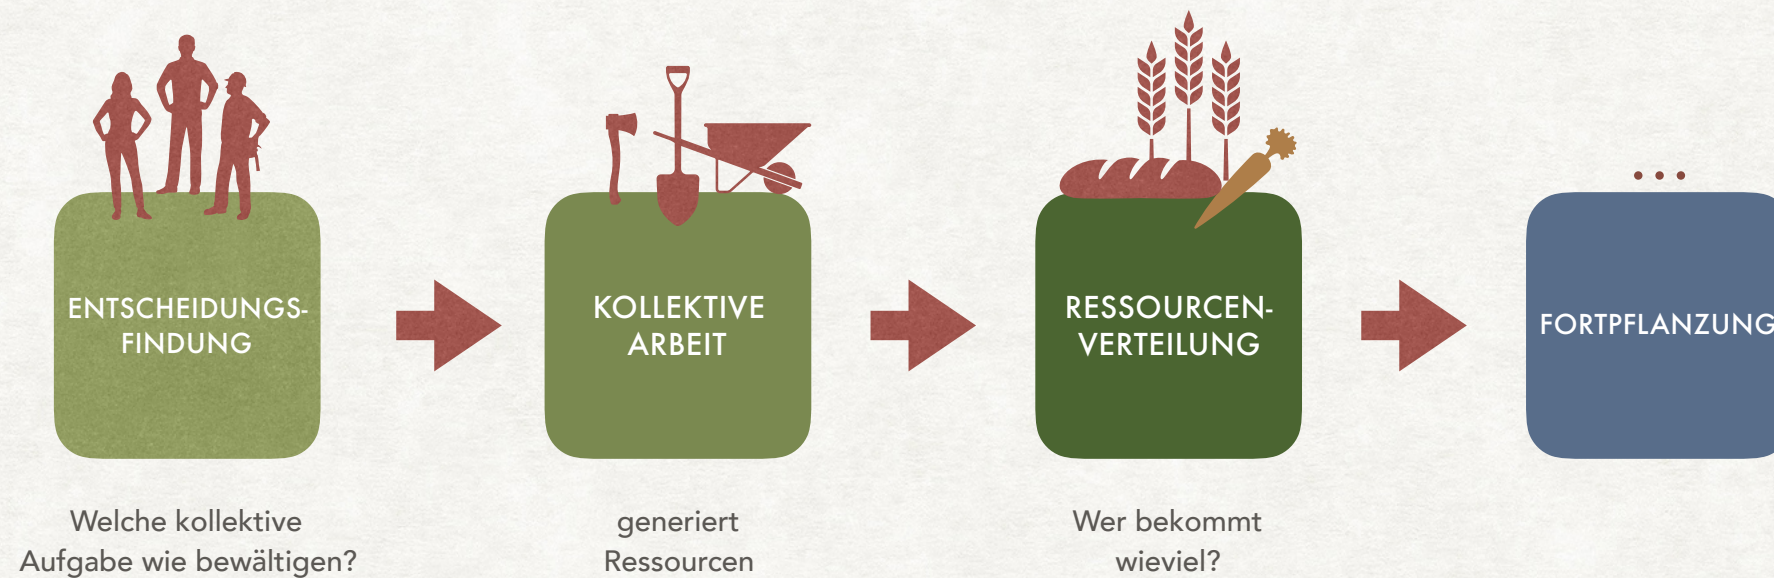 ENTSCHEIDUNGS-
FINDUNG
KOLLEKTIVE
ARBEIT
RESSOURCEN-
VERTEILUNG
...
FORTPFLANZUNG
Welche kollektive
Aufgabe wie bewältigen?
generiert
Ressourcen
Wer bekommt
wieviel?